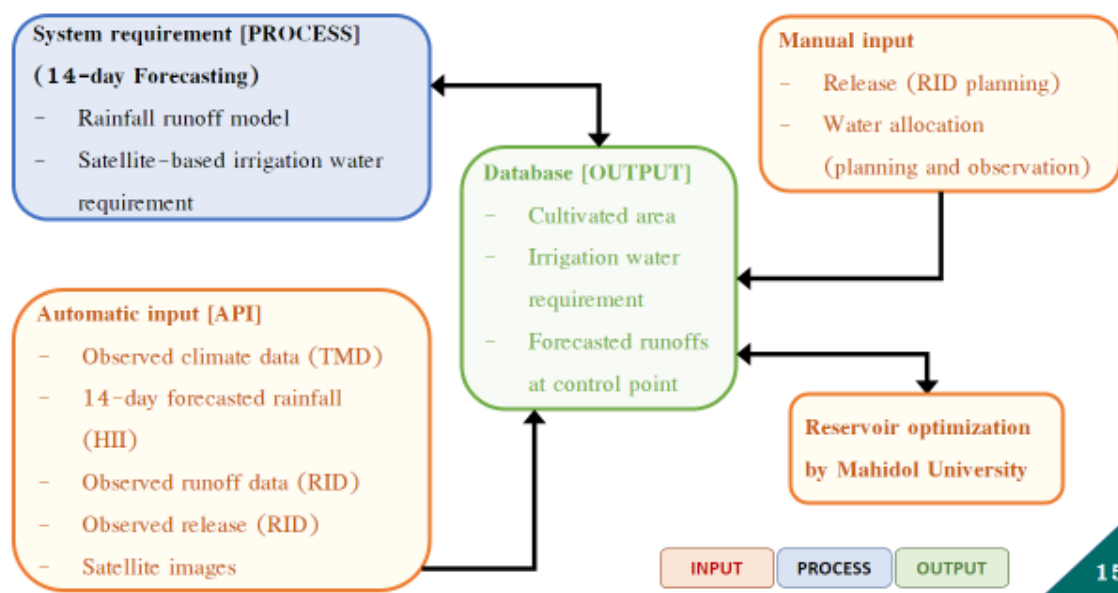 System requirement [PROCESS]
(14-day Forecasting)
- Rainfall runoff model
- Satellite-based irrigation water
requirement
Manual input
- Release (RID planning)
- Water allocation
(planning and observation)
Database [OUTPUT]
- Cultivated area
- Irrigation water
requirement
- Forecasted runoffs
at control point
Automatic input [API]
- Observed climate data (TMD)
- 14-day forecasted rainfall
(HII)
- Observed runoff data (RID)
- Observed release (RID)
- Satellite images
Reservoir optimization
by Mahidol University
INPUT
PROCESS
OUTPUT
15